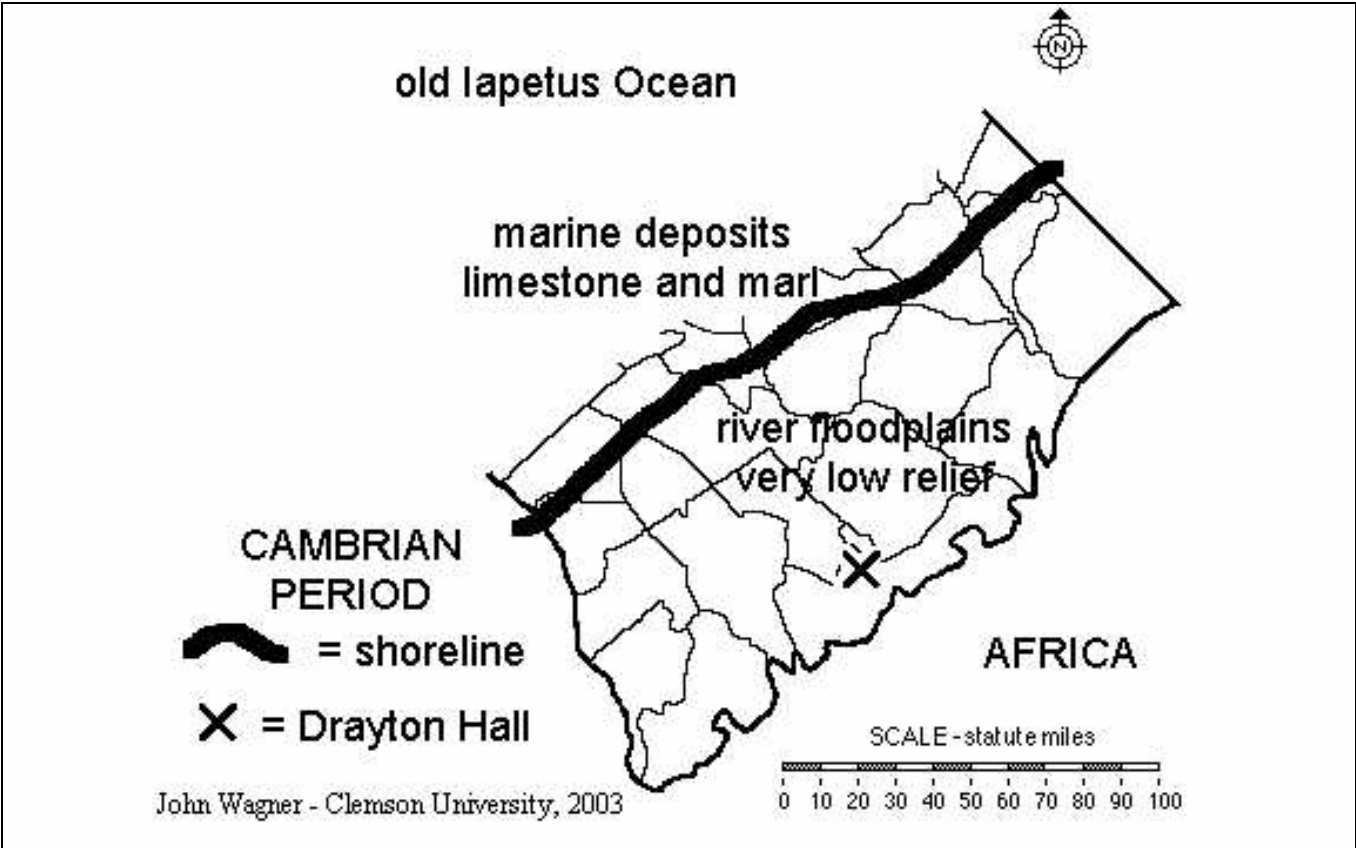 N
old Iapetus Ocean
marine deposits
limestone and marl
river floodplains
very low relief
CAMBRIAN
PERIOD
= shoreline
= Drayton Hall
AFRICA
SCALE - statute miles
0 10 20 30 40 50 60 70 80 90 100
John Wagner - Clemson University, 2003